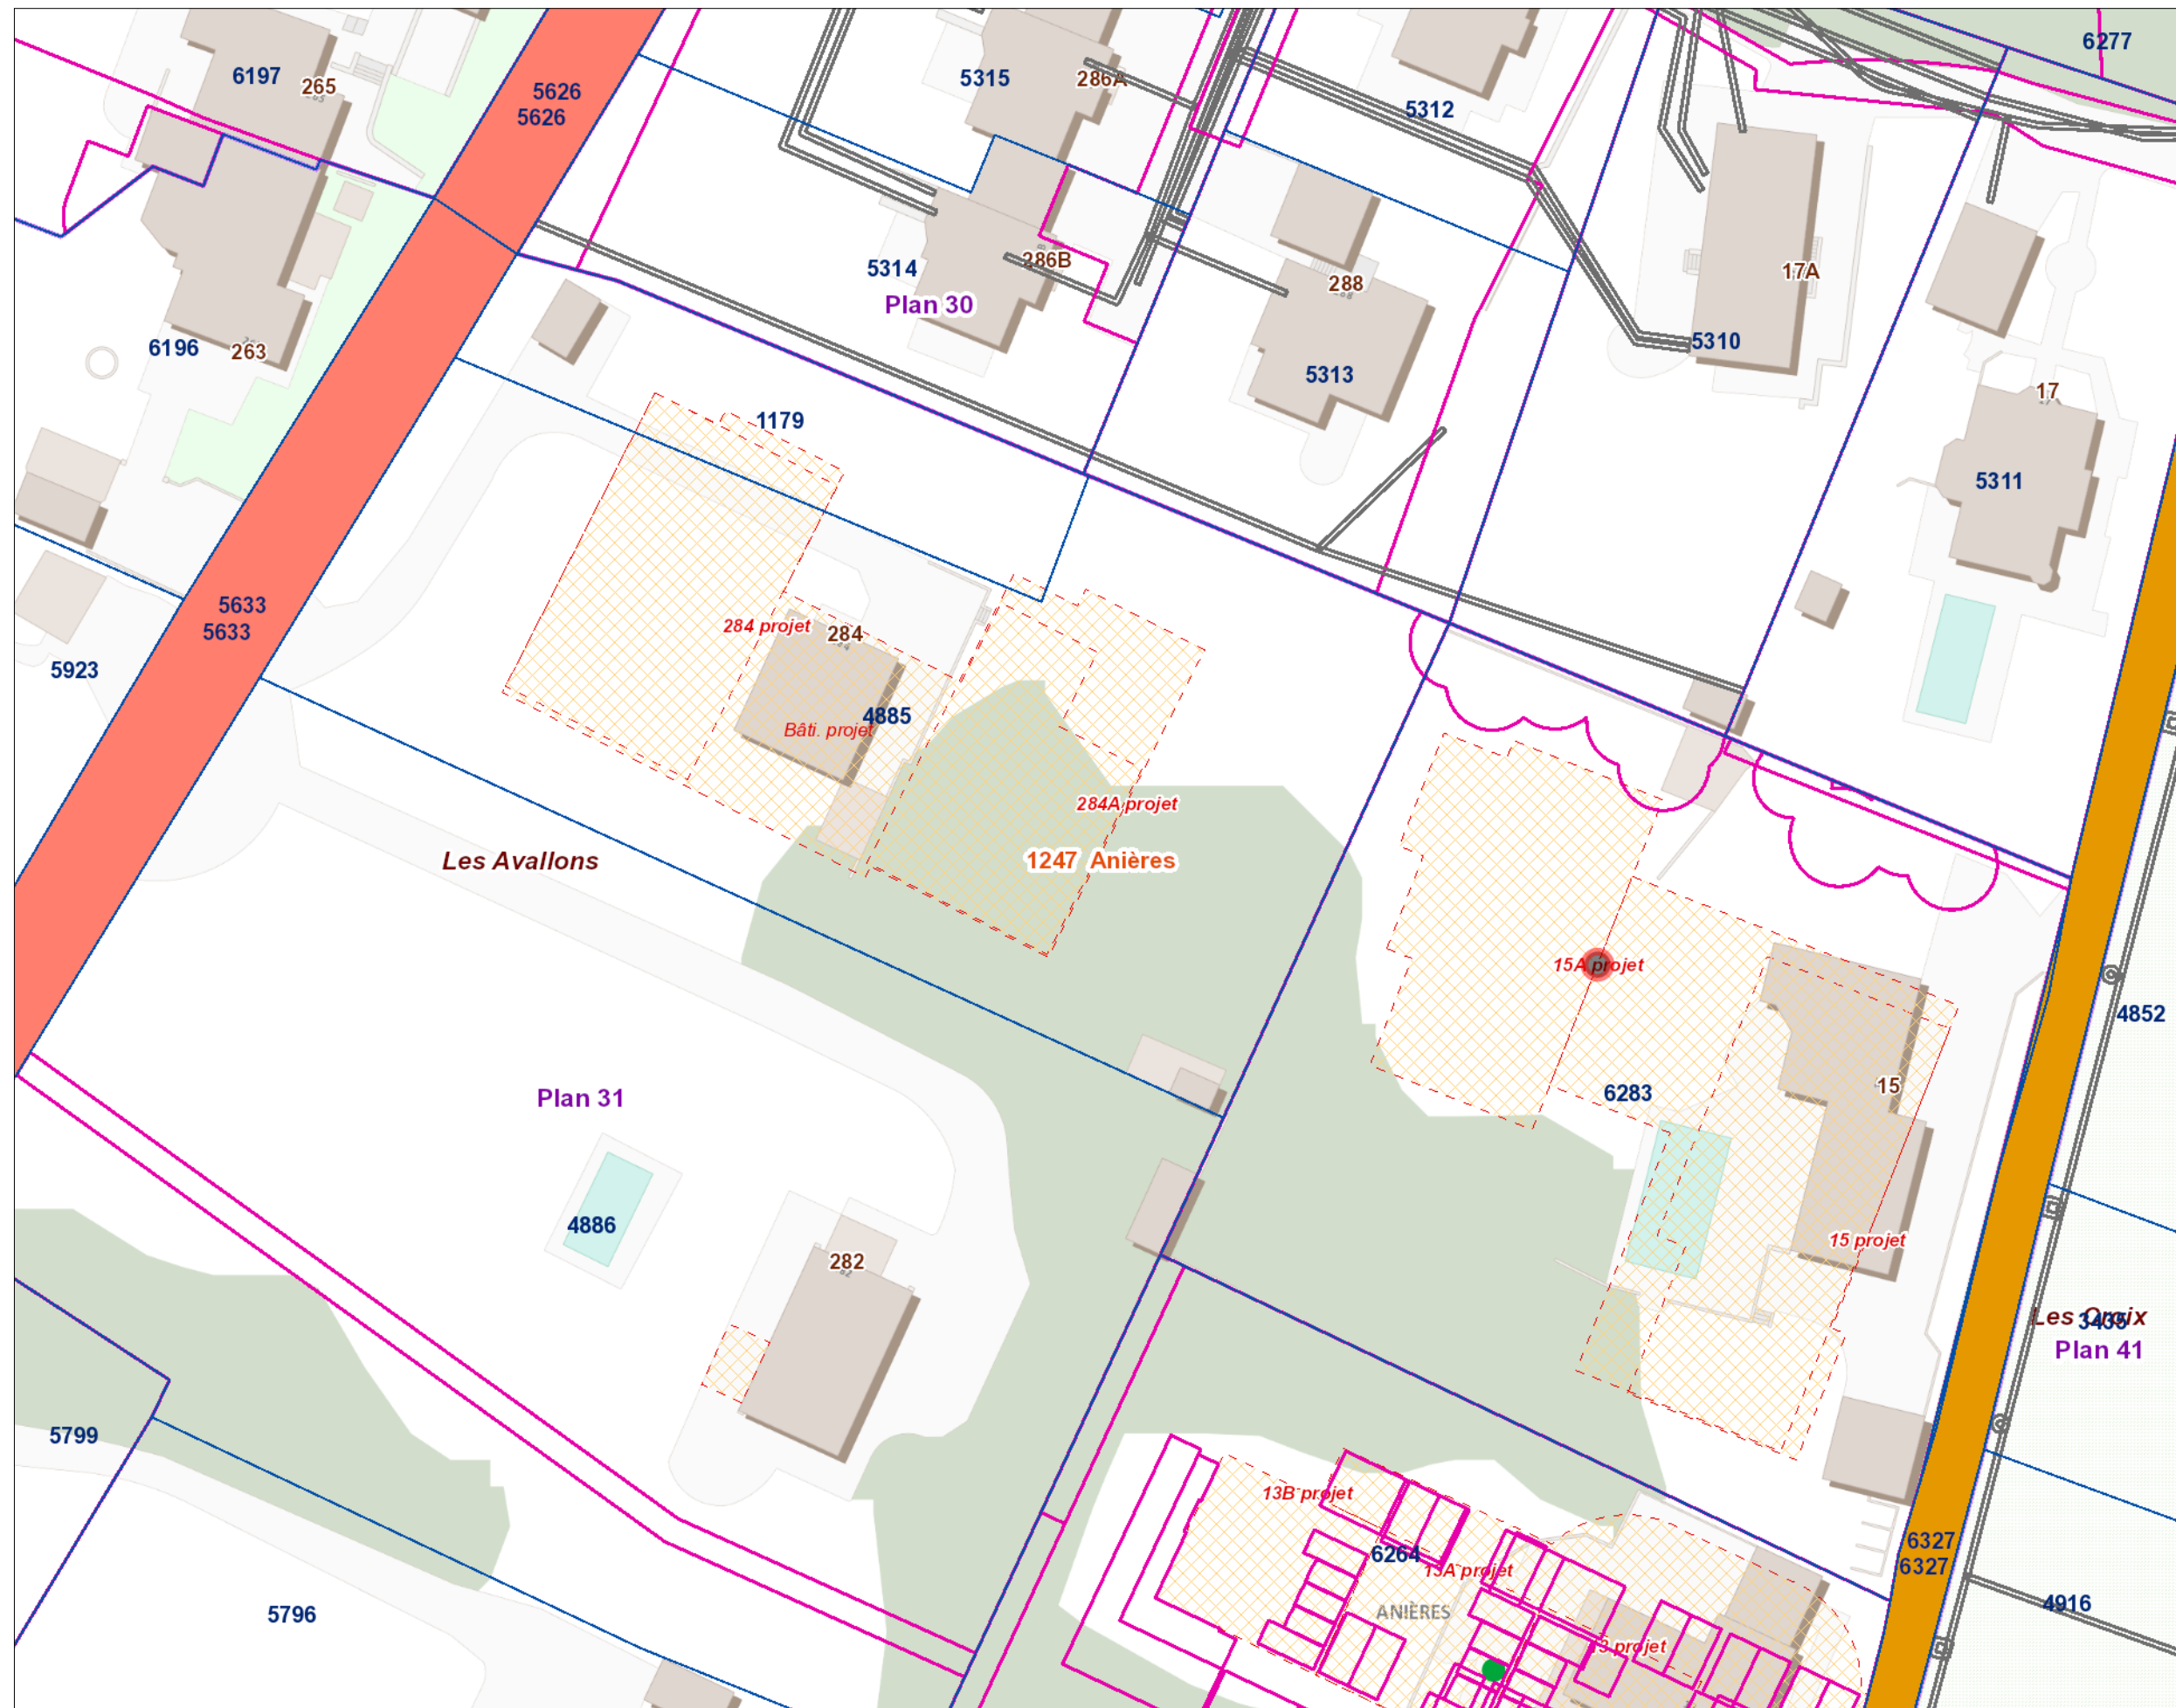 6277
6197
265
5315
286A
5626
5626
5312
5314
286B
Plan 30
288
17A
5310
6196
263
5313
17
1179
5311
5633
5633
284 projet
284
5923
4885
Bâti. projet
284A projet
Les Avallons
1247 Anières
15A projet
4852
Plan 31
6283
15
4886
282
15 projet
Les Croix
3435
Plan 41
5799
13B projet
6264
13A projet
6327
6327
5796
ANIÈRES
4916
13 projet